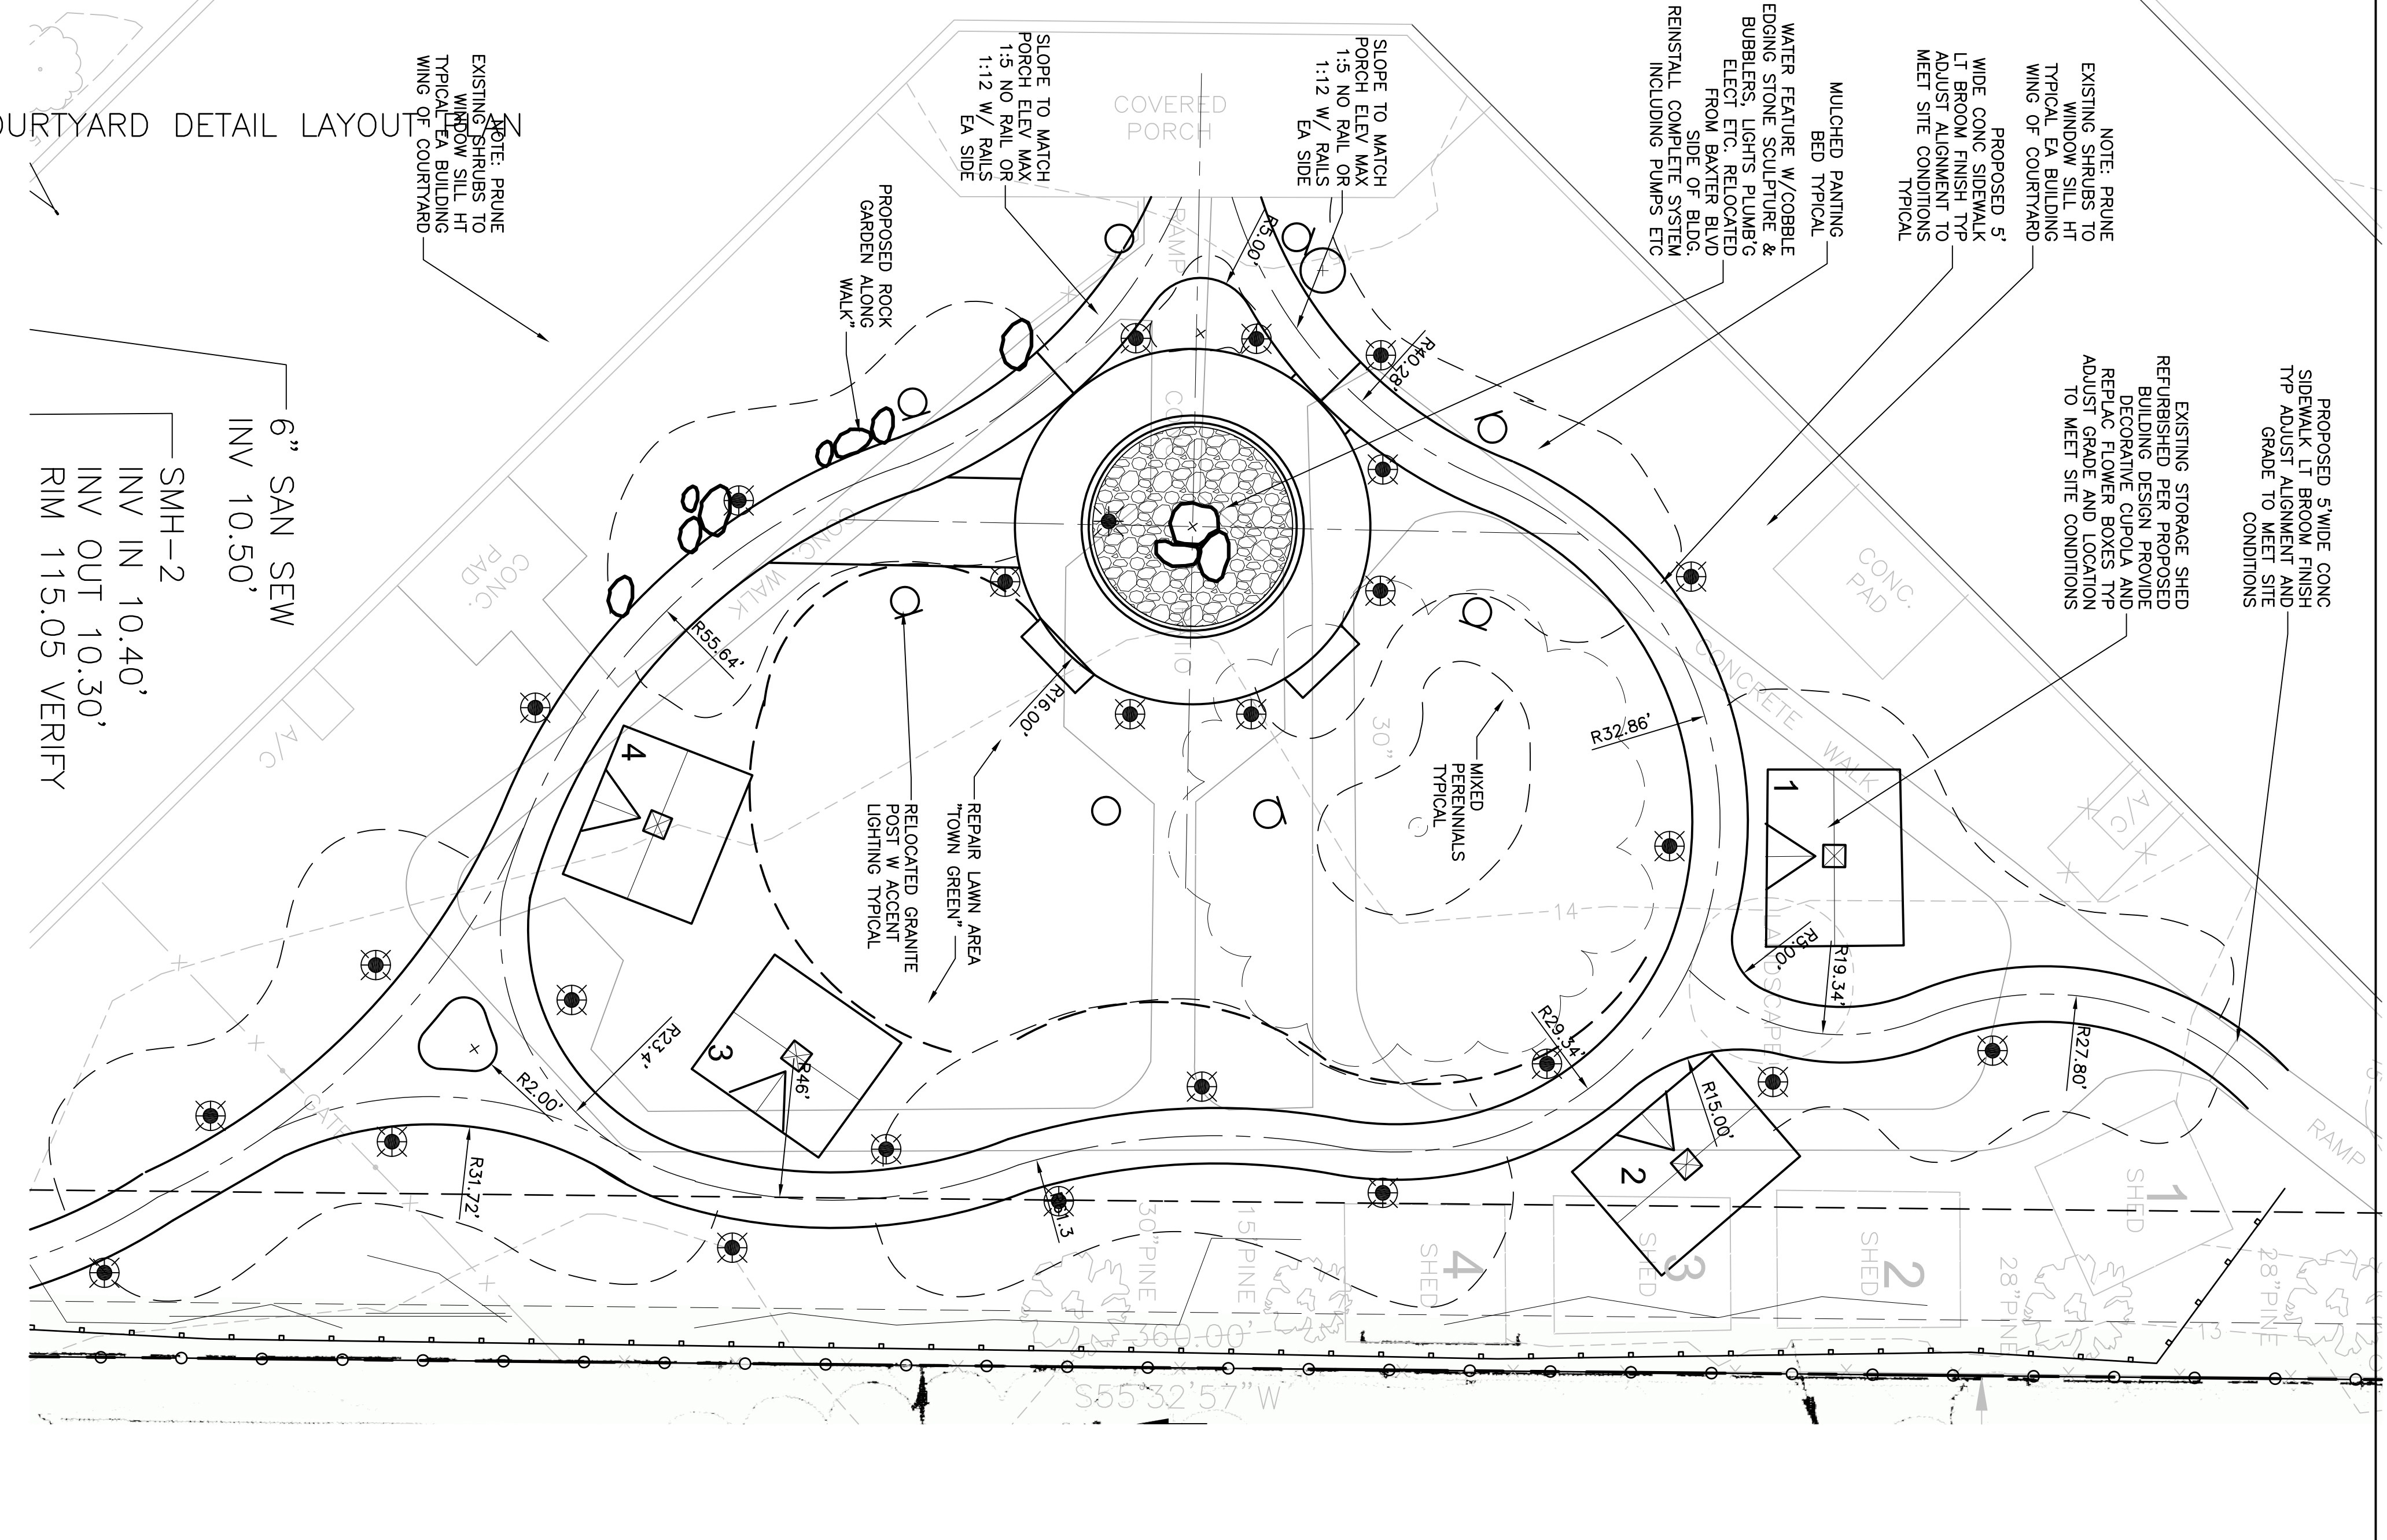 COURTYARD DETAIL LAYOUT PLAN
NOTE: PRUNE
EXISTING SHRUBS TO
WINDOW SILL HT
TYPICAL EA BUILDING
WING OF COURTYARD
SLOPE TO MATCH
PORCH ELEV MAX
1:5 NO RAIL OR
1:12 W/ RAILS
EA SIDE
COVERED
PORCH
SLOPE TO MATCH
PORCH ELEV MAX
1:5 NO RAIL OR
1:12 W/ RAILS
EA SIDE
WATER FEATURE W/COBBLE
EDGING STONE SCULPTURE &
BUBBLERS, LIGHTS PLUMB'G
ELECT ETC. RELOCATED
FROM BAXTER BLVD
SIDE OF BLDG.
REINSTALL COMPLETE SYSTEM
INCLUDING PUMPS ETC
MULCHED PANTING
BED TYPICAL
PROPOSED 5'
WIDE CONC SIDEWALK
LT BROOM FINISH TYP
ADJUST ALIGNMENT TO
MEET SITE CONDITIONS
TYPICAL
NOTE: PRUNE
EXISTING SHRUBS TO
WINDOW SILL HT
TYPICAL EA BUILDING
WING OF COURTYARD
EXISTING STORAGE SHED
REFURBISHED PER PROPOSED
BUILDING DESIGN PROVIDE
DECORATIVE CUPOLA AND
REPLAC FLOWER BOXES TYP
ADJUST GRADE AND LOCATION
TO MEET SITE CONDITIONS
PROPOSED 5'WIDE CONC
SIDEWALK LT BROOM FINISH
TYP ADJUST ALIGNMENT AND
GRADE TO MEET SITE
CONDITIONS
PROPOSED ROCK
GARDEN ALONG
WALK"
RAMP
R5.00'
R40.28'
6" SAN SEW
INV 10.50'
SMH-2
INV IN 10.40'
INV OUT 10.30'
RIM 115.05 VERIFY
CONC.
PAD
CONC. WALK
A/C
R55.64'
R16.00'
30"
MIXED
PERENNIALS
TYPICAL
R32.86'
CONC.
PAD
CONCRETE WALK
A/C
REPAIR LAWN AREA
"TOWN GREEN"
RELOCATED GRANITE
POST W ACCENT
LIGHTING TYPICAL
14
1
2
3
4
R5.00'
R19.34'
R27.80'
R29.34'
R15.00'
R23.4'
R46'
R2.00'
R31.72'
GATE
RAMP
30"PINE
15"PINE
4
SHED
3
SHED
2
SHED
1
SHED
28"PINE
28"PINE
13
360.00'
S55°32'57"W